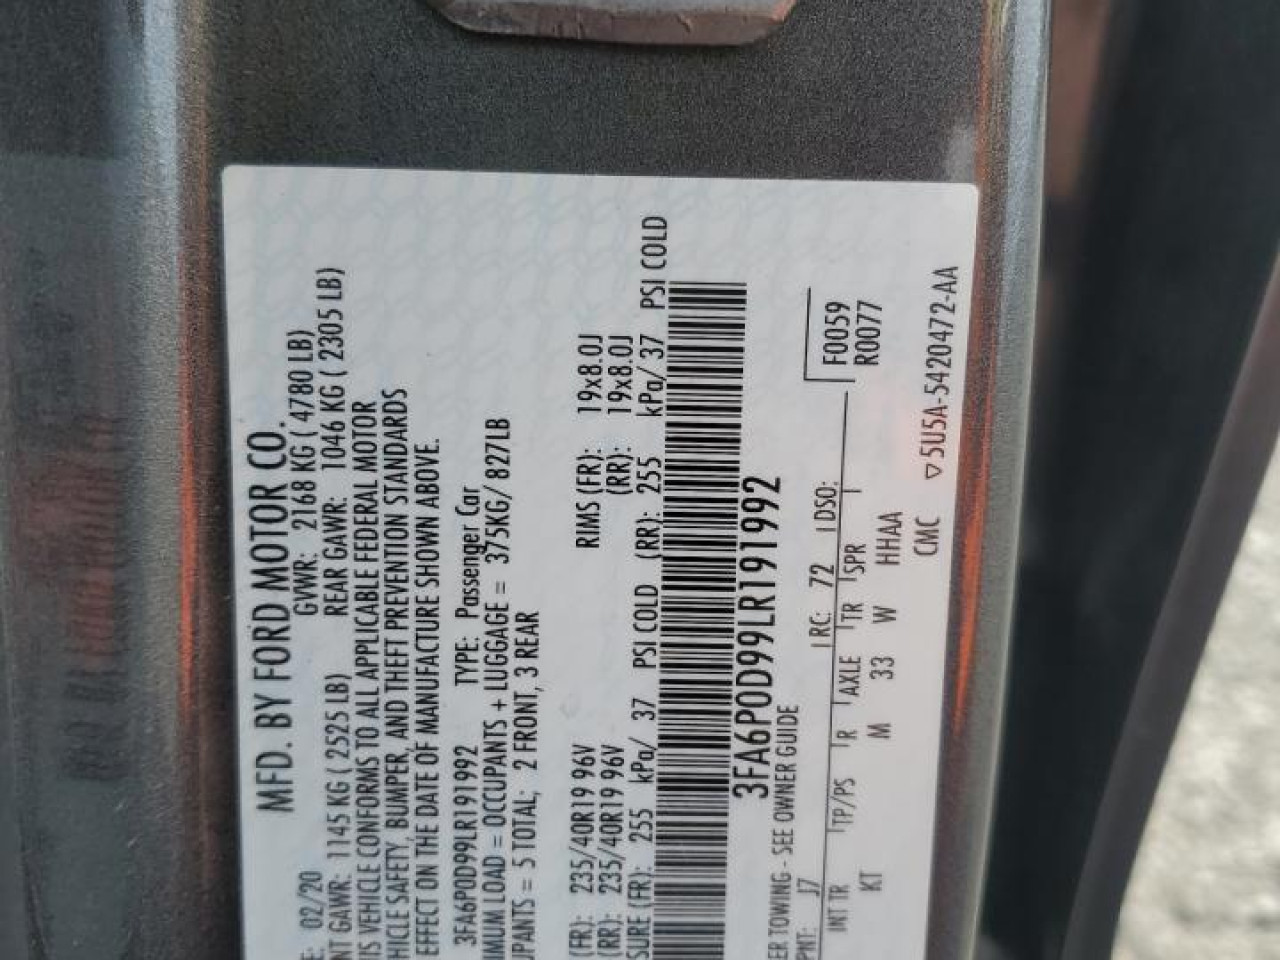 MFD. BY FORD MOTOR CO.
E: 02/20 GVWR: 2168 KG ( 4780 LB)
NT GAWR: 1145 KG ( 2525 LB) REAR GAWR: 1046 KG ( 2305 LB)
IS VEHICLE CONFORMS TO ALL APPLICABLE FEDERAL MOTOR
HICLE SAFETY, BUMPER, AND THEFT PREVENTION STANDARDS
EFFECT ON THE DATE OF MANUFACTURE SHOWN ABOVE.
3FA6P0D99LR191992 TYPE: Passenger Car
IMUM LOAD = OCCUPANTS + LUGGAGE = 375KG/ 827LB
UPANTS = 5 TOTAL; 2 FRONT, 3 REAR
(FR): 235/40R19 96V RIMS (FR): 19x8.0J
(RR): 235/40R19 96V (RR): 19x8.0J
SURE (FR): 255 kPa/ 37 PSI COLD (RR): 255 kPa/ 37 PSI COLD
3FA6P0D99LR191992
ER TOWING - SEE OWNER GUIDE
PNT: J7 RC: 72 DSO: F0059
INT TR TP/PS R AXLE TR SPR R0077
KT M 33 W HHAA
CMC ▽5U5A-5420472-AA